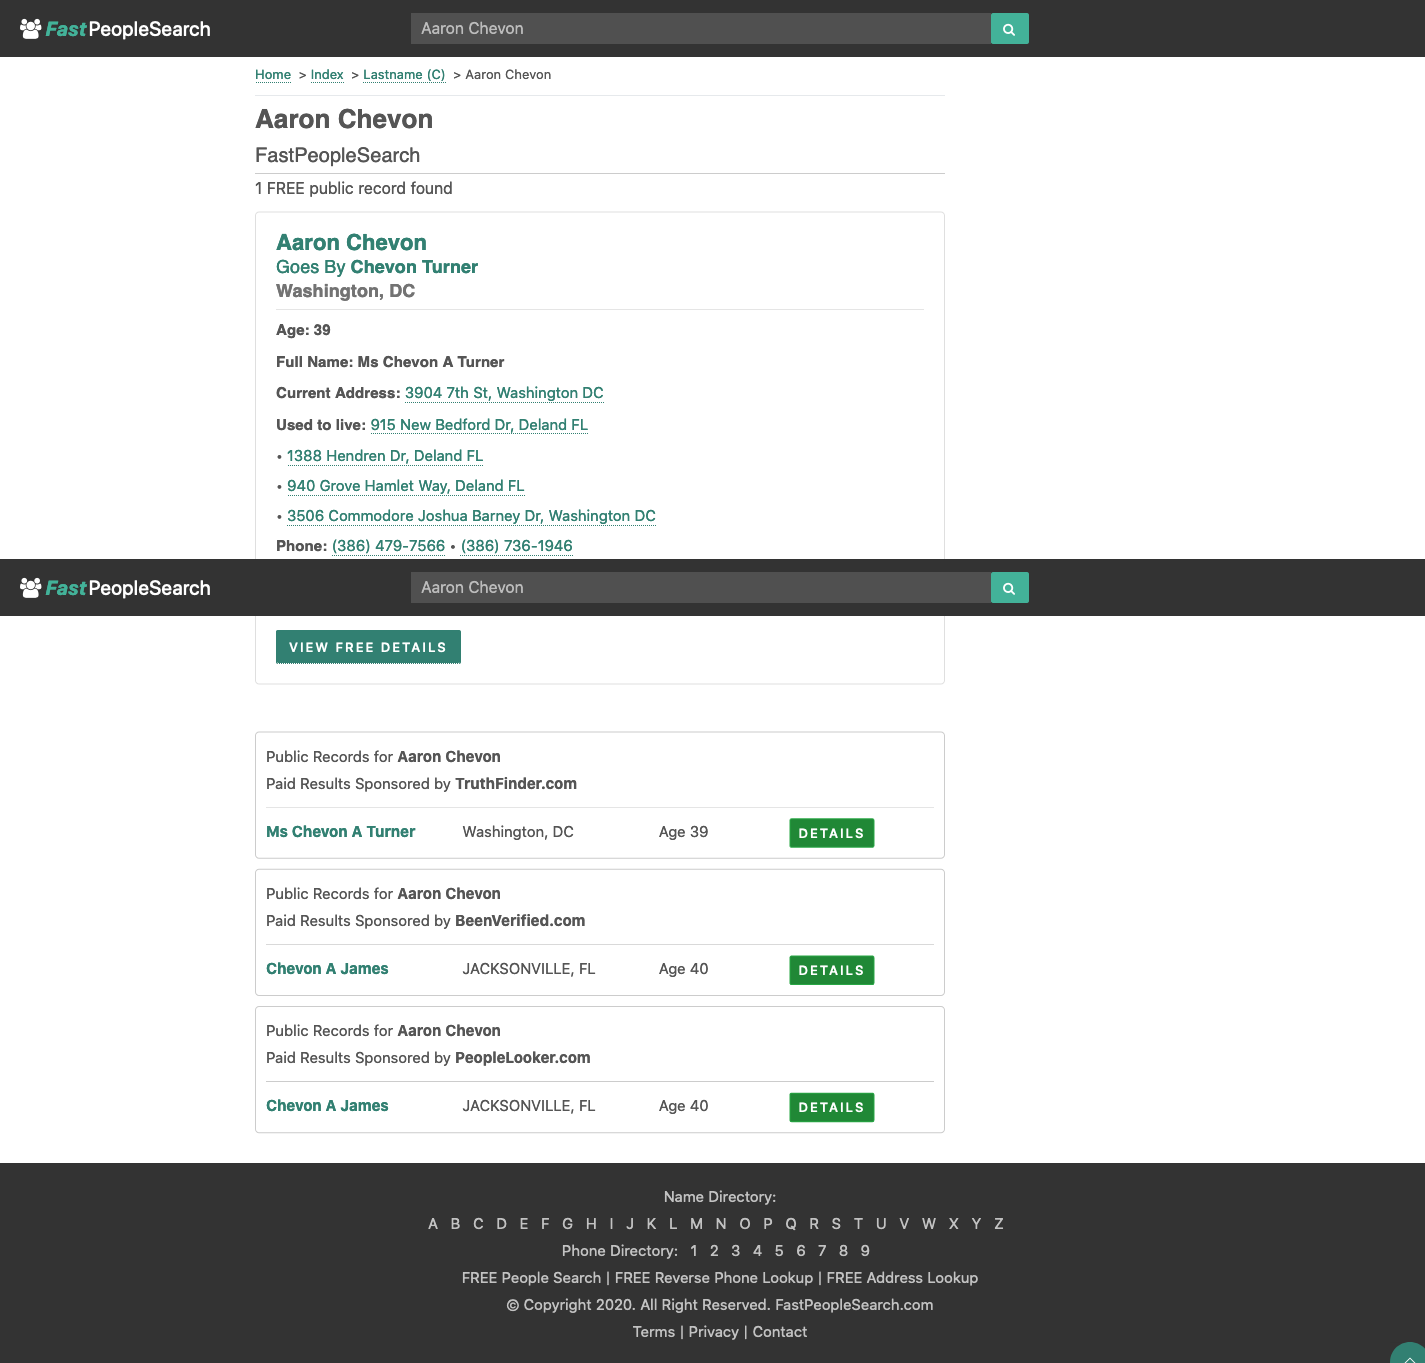 FastPeopleSearch
Aaron Chevon
Home > Index > Lastname (C) > Aaron Chevon
Aaron Chevon
FastPeopleSearch
1 FREE public record found
Aaron Chevon
Goes By Chevon Turner
Washington, DC
Age: 39
Full Name: Ms Chevon A Turner
Current Address: 3904 7th St, Washington DC
Used to live: 915 New Bedford Dr, Deland FL
• 1388 Hendren Dr, Deland FL
• 940 Grove Hamlet Way, Deland FL
• 3506 Commodore Joshua Barney Dr, Washington DC
Phone: (386) 479-7566 • (386) 736-1946
FastPeopleSearch
Aaron Chevon
VIEW FREE DETAILS
Public Records for Aaron Chevon
Paid Results Sponsored by TruthFinder.com
Ms Chevon A Turner Washington, DC Age 39 DETAILS
Public Records for Aaron Chevon
Paid Results Sponsored by BeenVerified.com
Chevon A James JACKSONVILLE, FL Age 40 DETAILS
Public Records for Aaron Chevon
Paid Results Sponsored by PeopleLooker.com
Chevon A James JACKSONVILLE, FL Age 40 DETAILS
Name Directory:
A B C D E F G H I J K L M N O P Q R S T U V W X Y Z
Phone Directory: 1 2 3 4 5 6 7 8 9
FREE People Search | FREE Reverse Phone Lookup | FREE Address Lookup
© Copyright 2020. All Right Reserved. FastPeopleSearch.com
Terms | Privacy | Contact